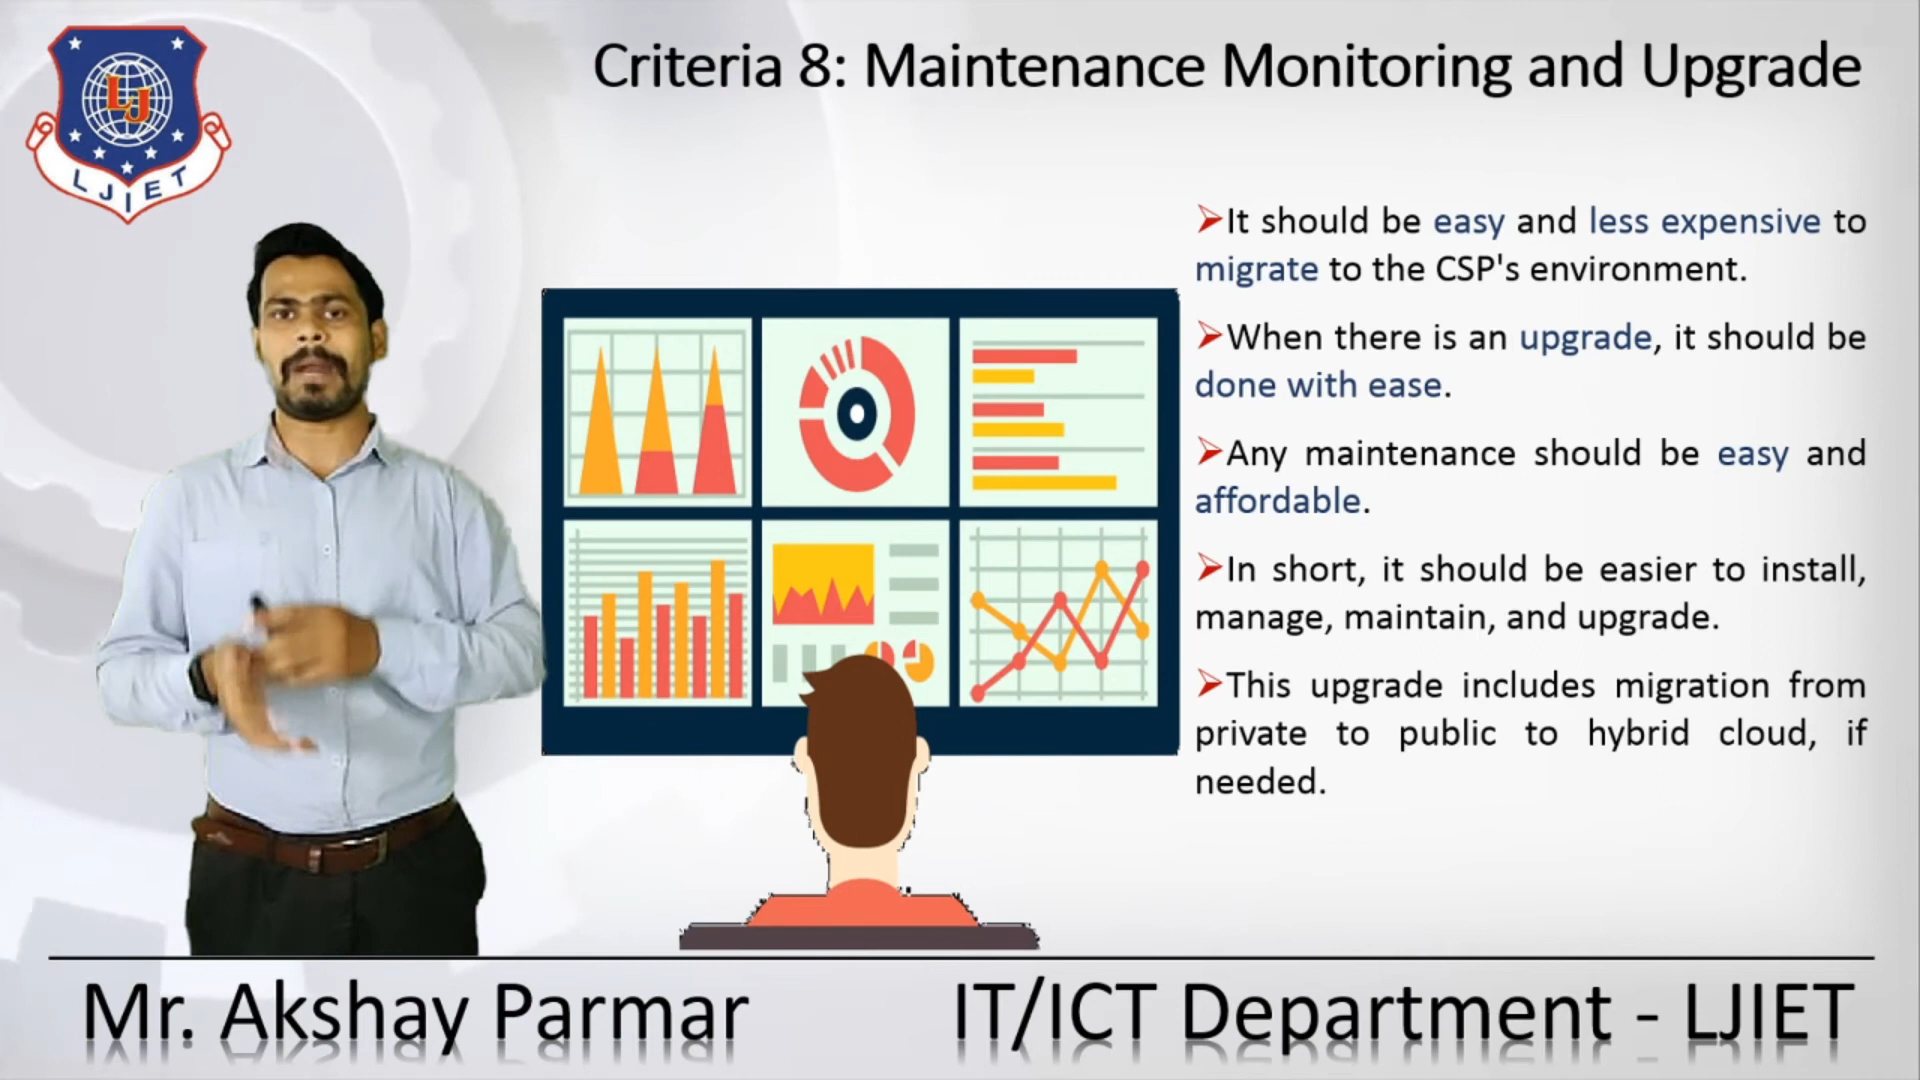 LJ
LJIET
Criteria 8: Maintenance Monitoring and Upgrade
➢It should be easy and less expensive to
migrate to the CSP's environment.
➢When there is an upgrade, it should be
done with ease.
➢Any maintenance should be easy and
affordable.
➢In short, it should be easier to install,
manage, maintain, and upgrade.
➢This upgrade includes migration from
private to public to hybrid cloud, if
needed.
Mr. Akshay Parmar
IT/ICT Department - LJIET